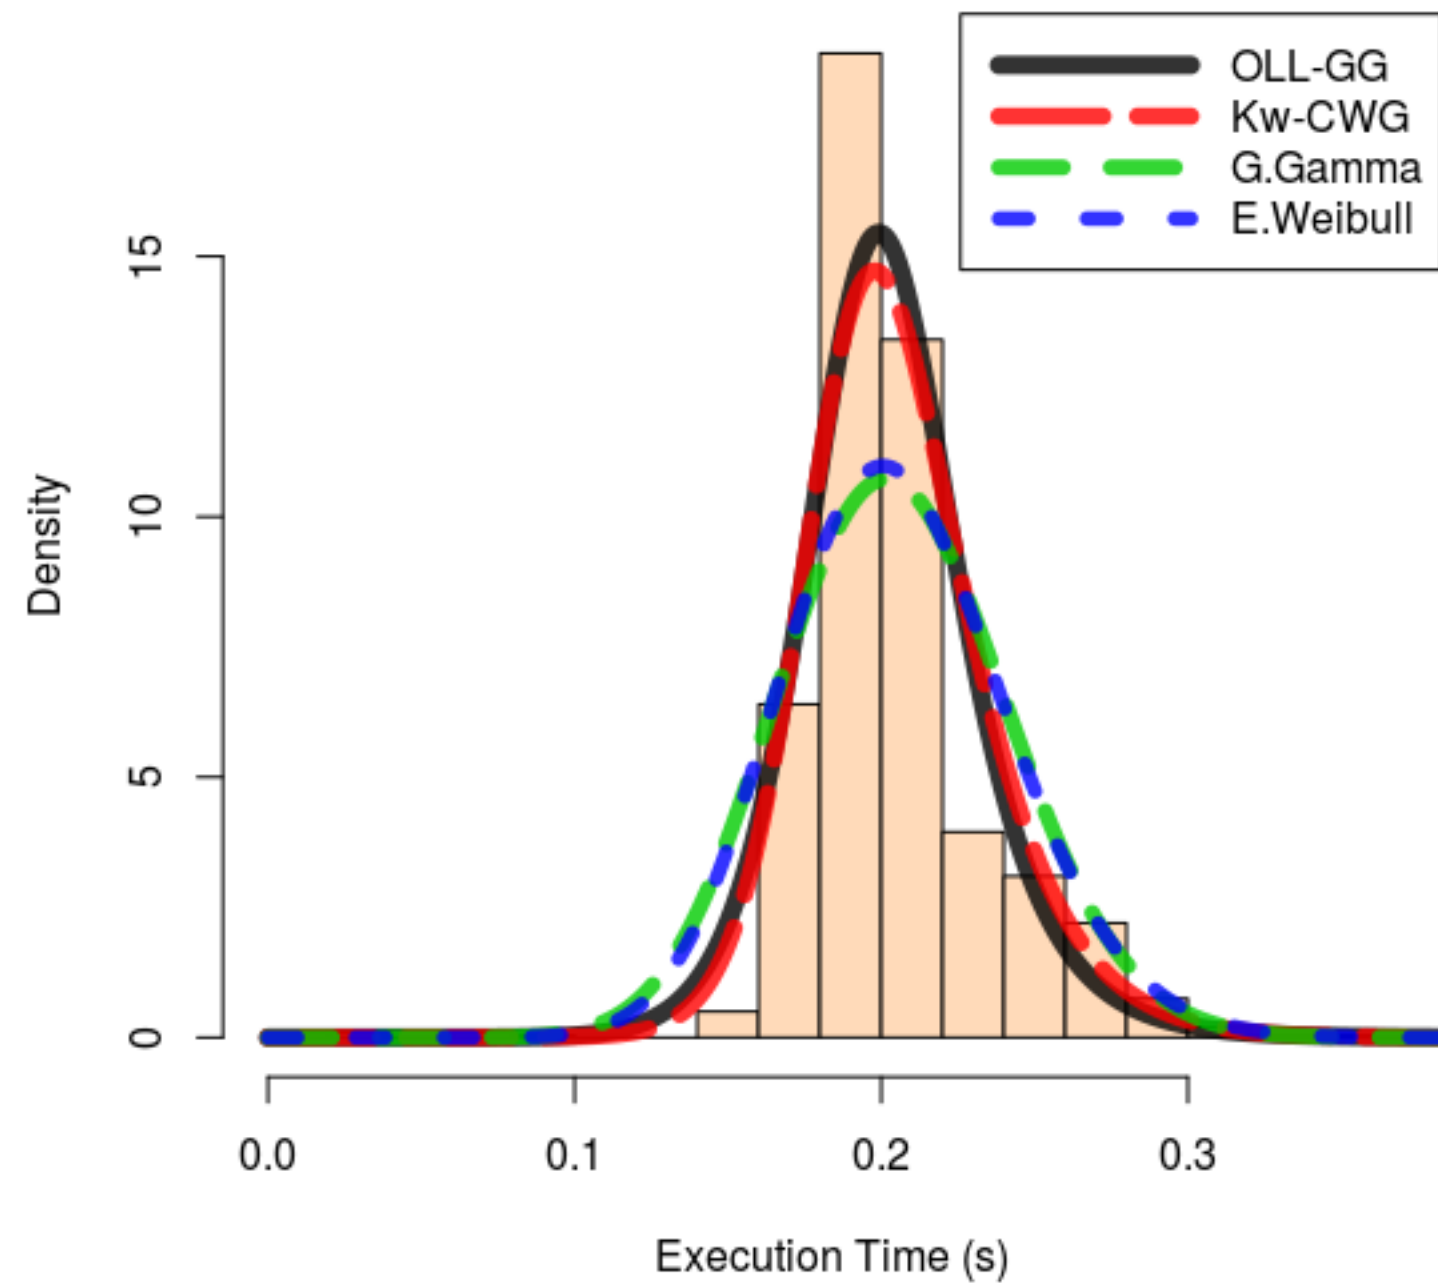 OLL-GG
Kw-CWG
G.Gamma
E.Weibull
Density
15
10
5
0
0.0 0.1 0.2 0.3
Execution Time (s)